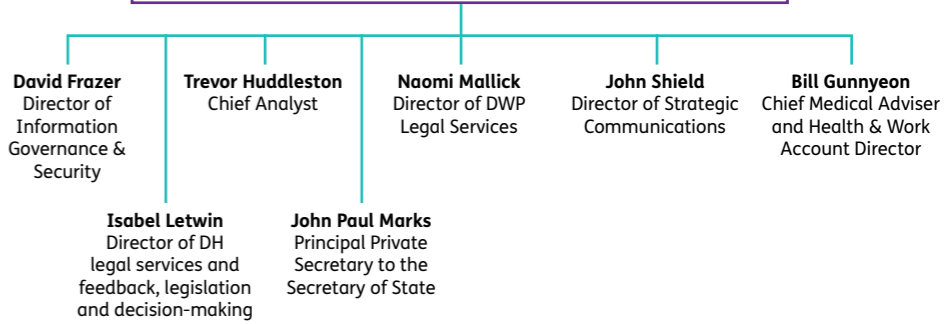 David Frazer
Director of
Information
Governance &
Security
Trevor Huddleston
Chief Analyst
Naomi Mallick
Director of DWP
Legal Services
John Shield
Director of Strategic
Communications
Bill Gunnyeon
Chief Medical Adviser
and Health & Work
Account Director
Isabel Letwin
Director of DH
legal services and
feedback, legislation
and decision-making
John Paul Marks
Principal Private
Secretary to the
Secretary of State